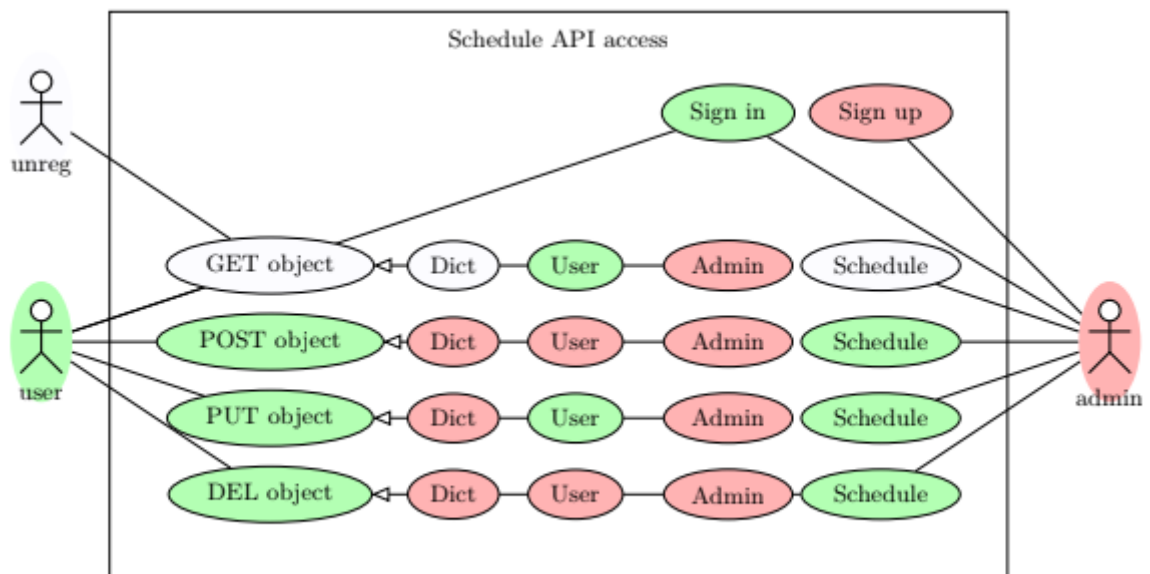 Schedule API access
Sign in Sign up
unreg
GET object Dict User Admin Schedule
POST object Dict User Admin Schedule
user admin
PUT object Dict User Admin Schedule
DEL object Dict User Admin Schedule